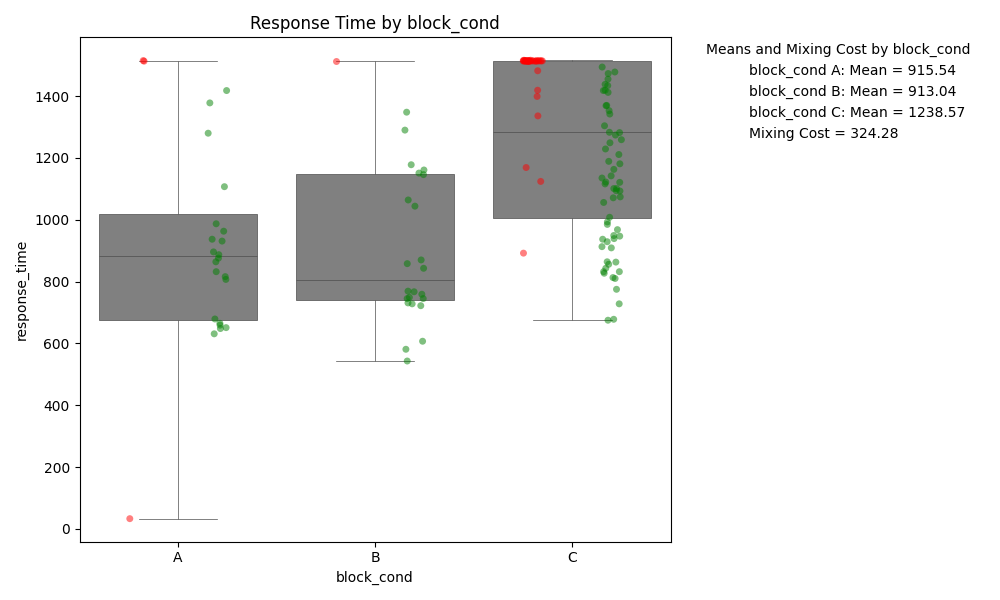 Response Time by block_cond
Means and Mixing Cost by block_cond
block_cond A: Mean = 915.54
block_cond B: Mean = 913.04
block_cond C: Mean = 1238.57
Mixing Cost = 324.28
response_time
1400
1200
1000
800
600
400
200
0
A
B
C
block_cond